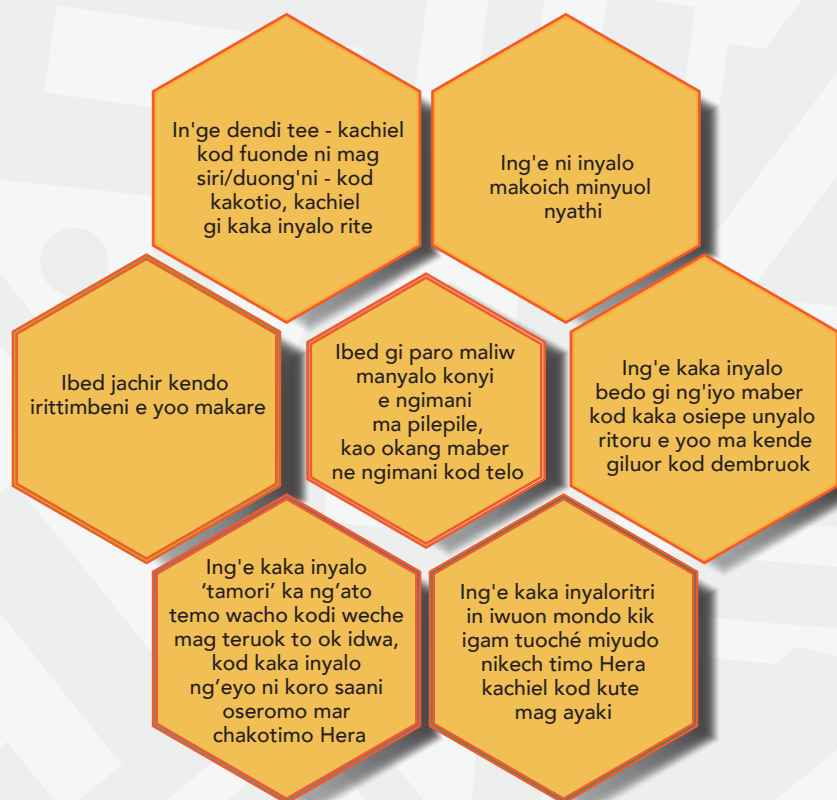 In'ge dendi tee - kachiel
kod fuonde ni mag
siri/duong'ni - kod
kakotio, kachiel
gi kaka inyalo rite
Ing'e ni inyalo
makoich minyuol
nyathi
Ibed jachir kendo
irittimbeni e yoo makare
Ibed gi paro maliw
manyalo konyi
e ngimani
ma pilepile,
kao okang maber
ne ngimani kod telo
Ing'e kaka inyalo
bedo gi ng'iyo maber
kod kaka osiepe unyalo
ritoru e yoo ma kende
giluor kod dembruok
Ing'e kaka inyalo
‘tamori’ ka ng’ato
temo wacho kodi weche
mag teruok to ok idwa,
kod kaka inyalo
ng’eyo ni koro saani
oseromo mar
chakotimo Hera
Ing'e kaka inyaloritri
in iwuon mondo kik
igam tuoché miyudo
nikech timo Hera
kachiel kod kute
mag ayaki